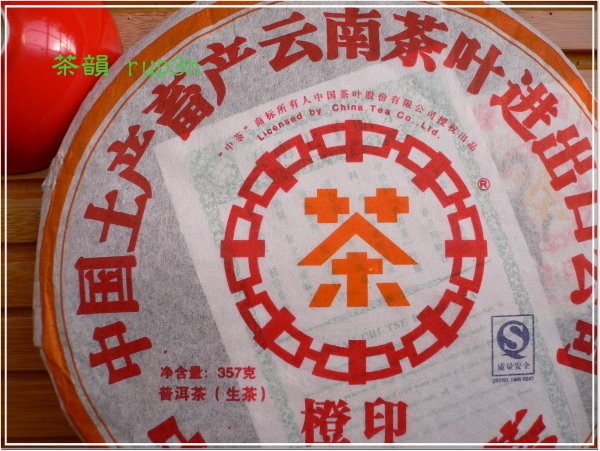 茶韻 rup3h
中国土产畜产云南茶叶进出口公司
"中茶"商标所有人中国茶叶股份有限公司授权出品
Licensed by China Tea Co.,Ltd.
®
茶
净含量: 357克
普洱茶 ( 生茶 )
橙印
质量安全